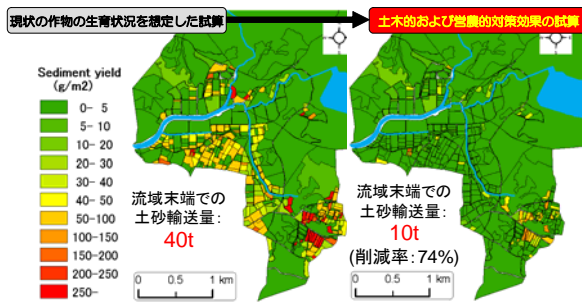 現状の作物の生育状況を想定した試算
土木的および営農的対策効果の試算
Sediment yield
(g/m2)
0- 5
5- 10
10-20
20-30
30- 40
40- 50
50-100
100-150
150-200
200-250
250-
流域末端での
土砂輸送量:
40t
0 0.5 1 km
流域末端での
土砂輸送量:
10t
(削減率:74%)
0 0.5 1 km